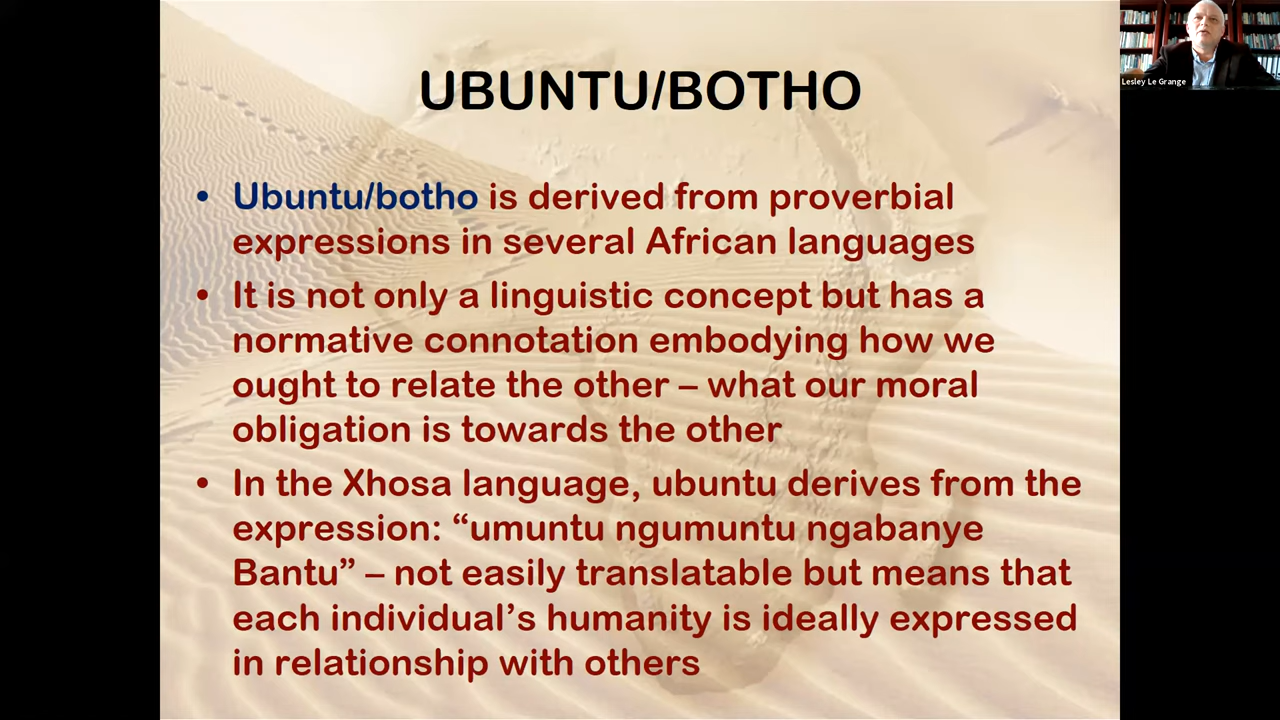 UBUNTU/BOTHO
Lesley Le Grange
• Ubuntu/botho is derived from proverbial
expressions in several African languages
• It is not only a linguistic concept but has a
normative connotation embodying how we
ought to relate the other – what our moral
obligation is towards the other
• In the Xhosa language, ubuntu derives from the
expression: “umuntu ngumuntu ngabanye
Bantu” – not easily translatable but means that
each individual’s humanity is ideally expressed
in relationship with others